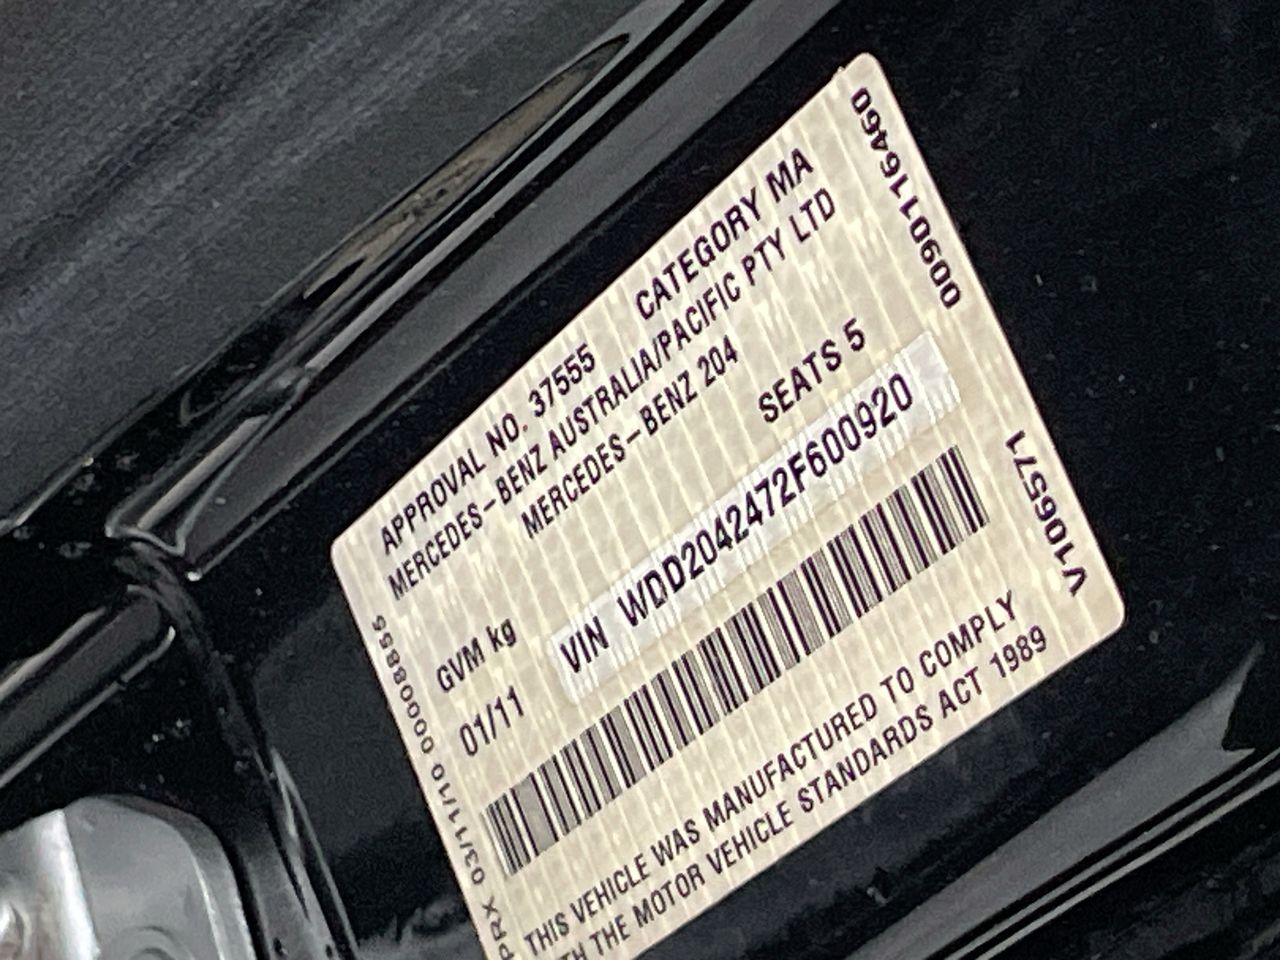 APPROVAL NO. 37555 CATEGORY MA
MERCEDES-BENZ AUSTRALIA/PACIFIC PTY LTD
MERCEDES-BENZ 204
GVM kg SEATS 5
01/11 VIN WDD2042472F600920
THIS VEHICLE WAS MANUFACTURED TO COMPLY
THE MOTOR VEHICLE STANDARDS ACT 1989
PRX 03/11/10 00008855
0090116460
V106571